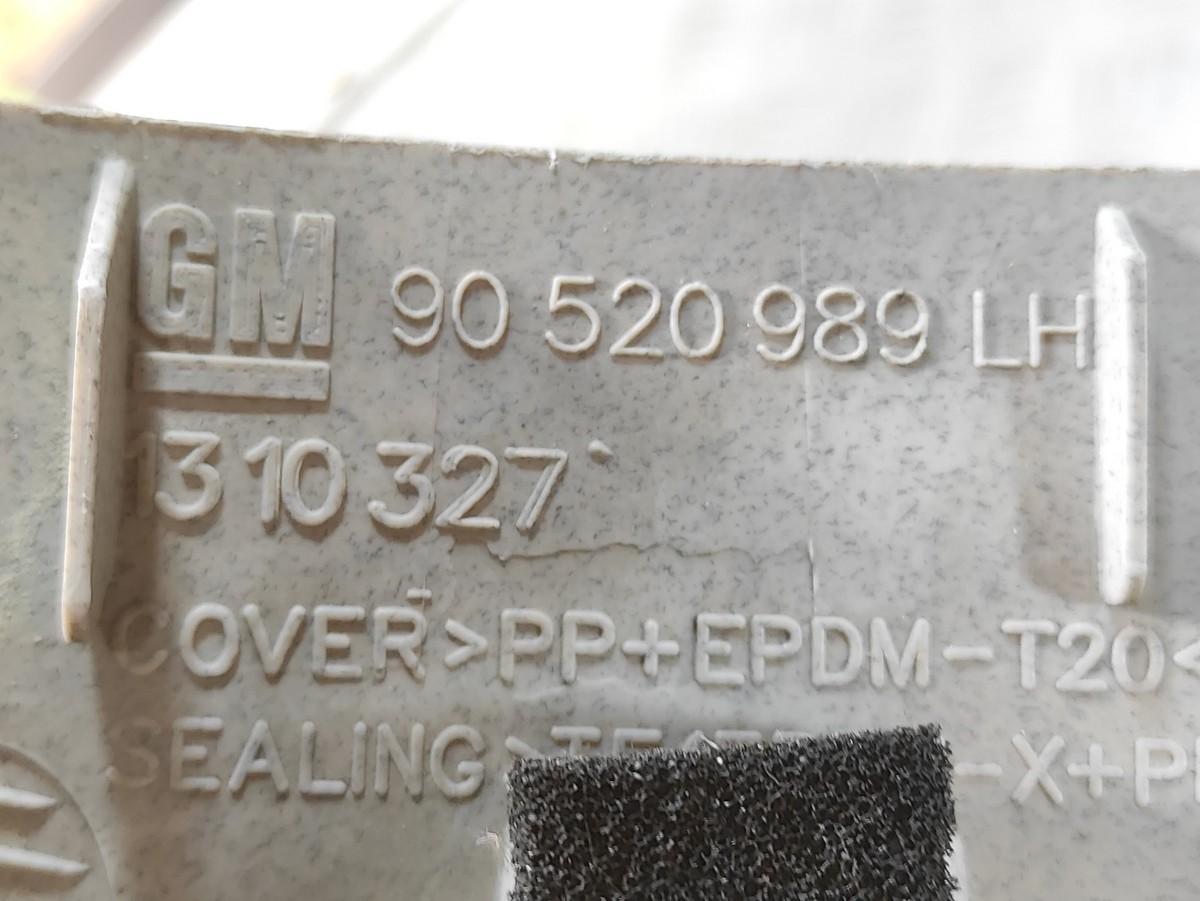 GM 90 520 989 LH
13 10 327
COVER >PP+EPDM-T20<
SEALING > -X+P